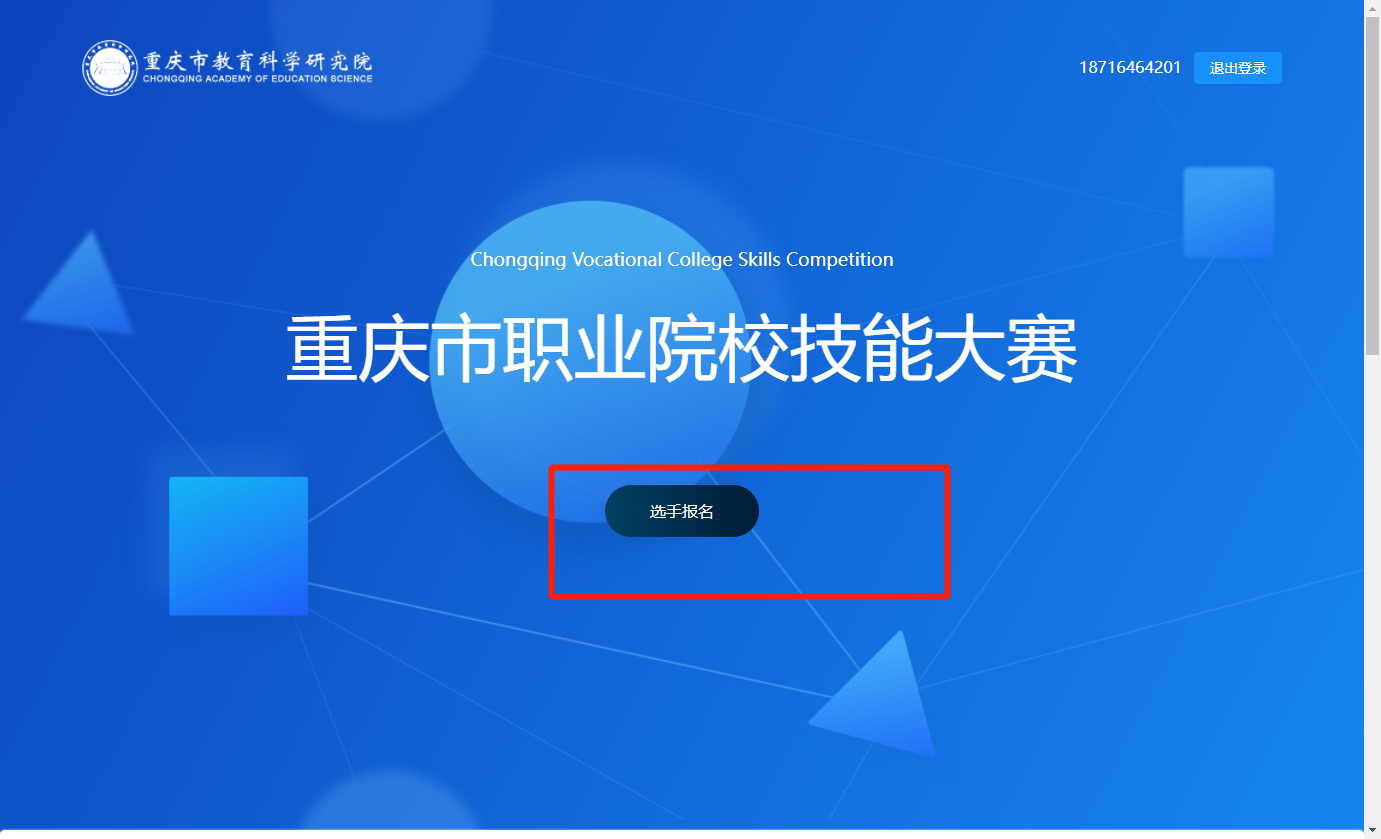 重庆市教育科学研究院
CHONGQING ACADEMY OF EDUCATION SCIENCE
18716464201 退出登录
Chongqing Vocational College Skills Competition
重庆市职业院校技能大赛
选手报名